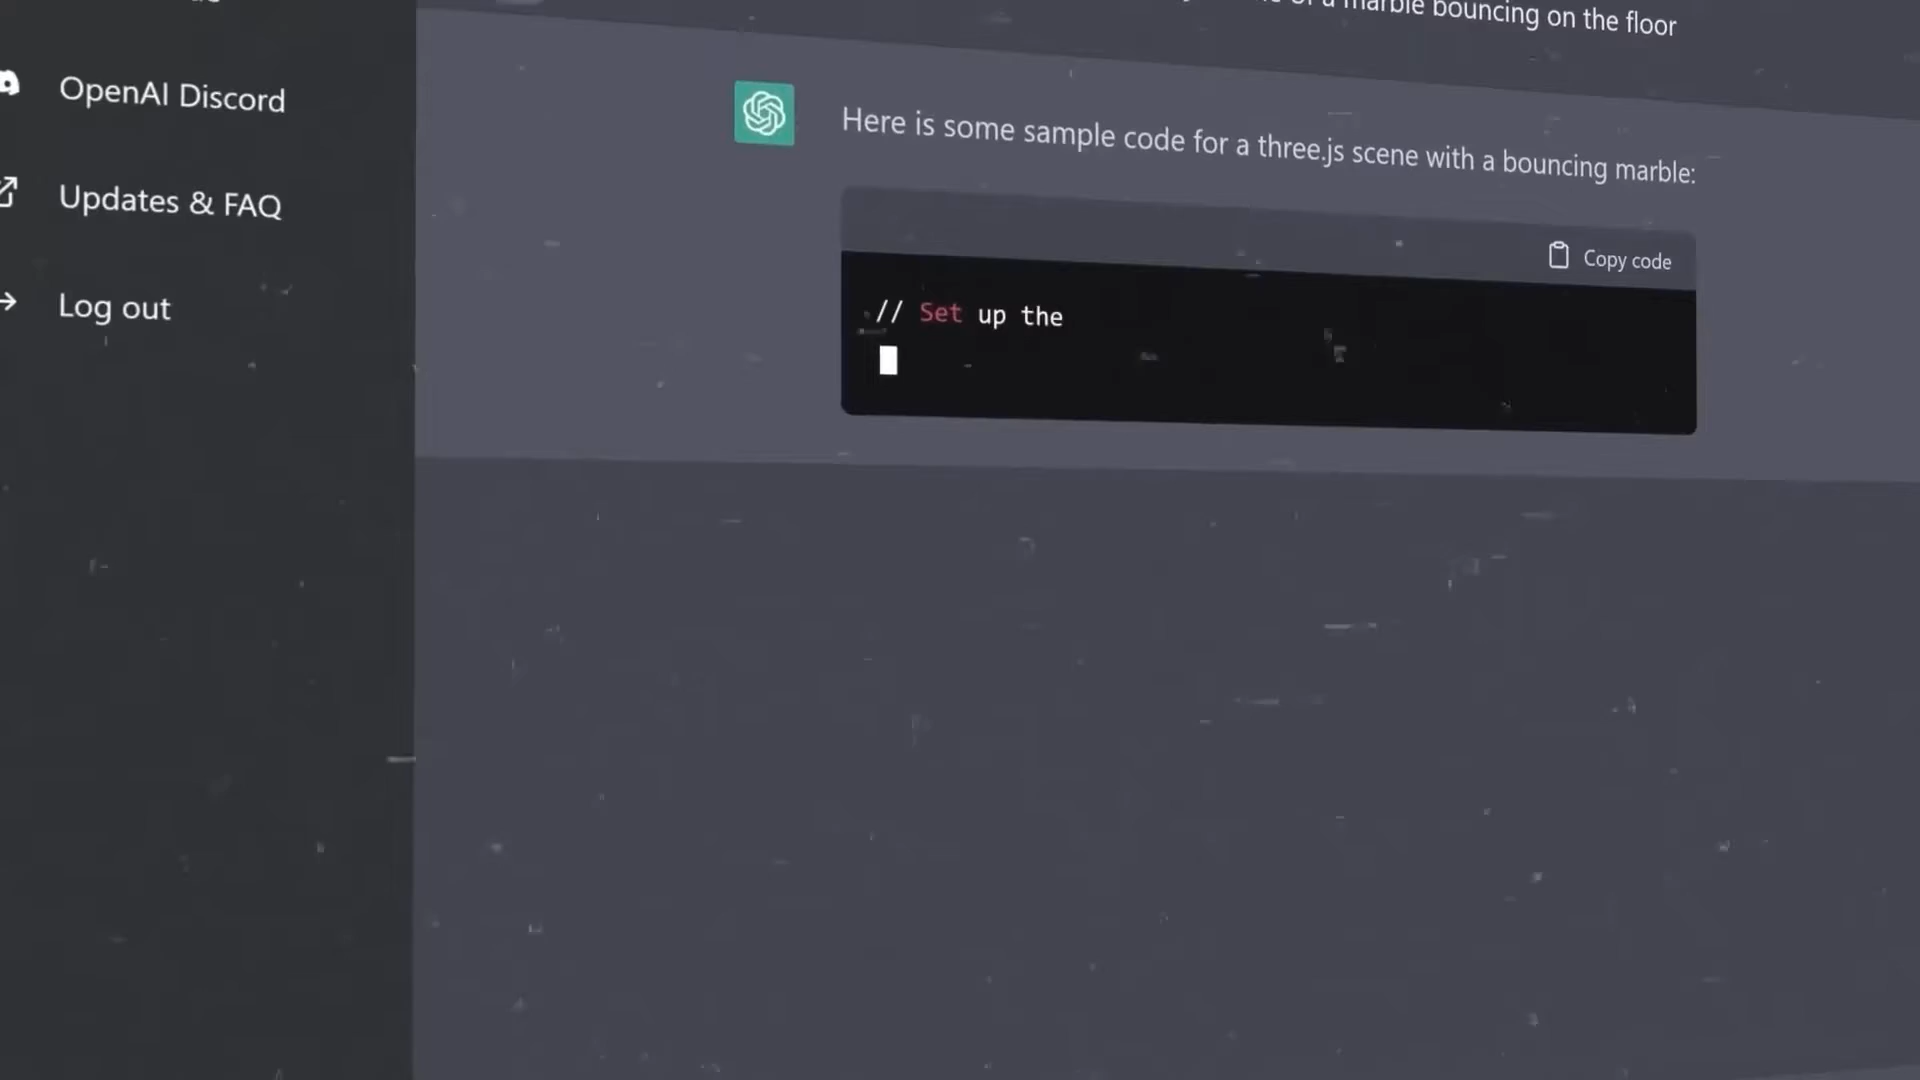 marble bouncing on the floor
OpenAI Discord
Updates & FAQ
Log out
Here is some sample code for a three.js scene with a bouncing marble:
Copy code
// Set up the